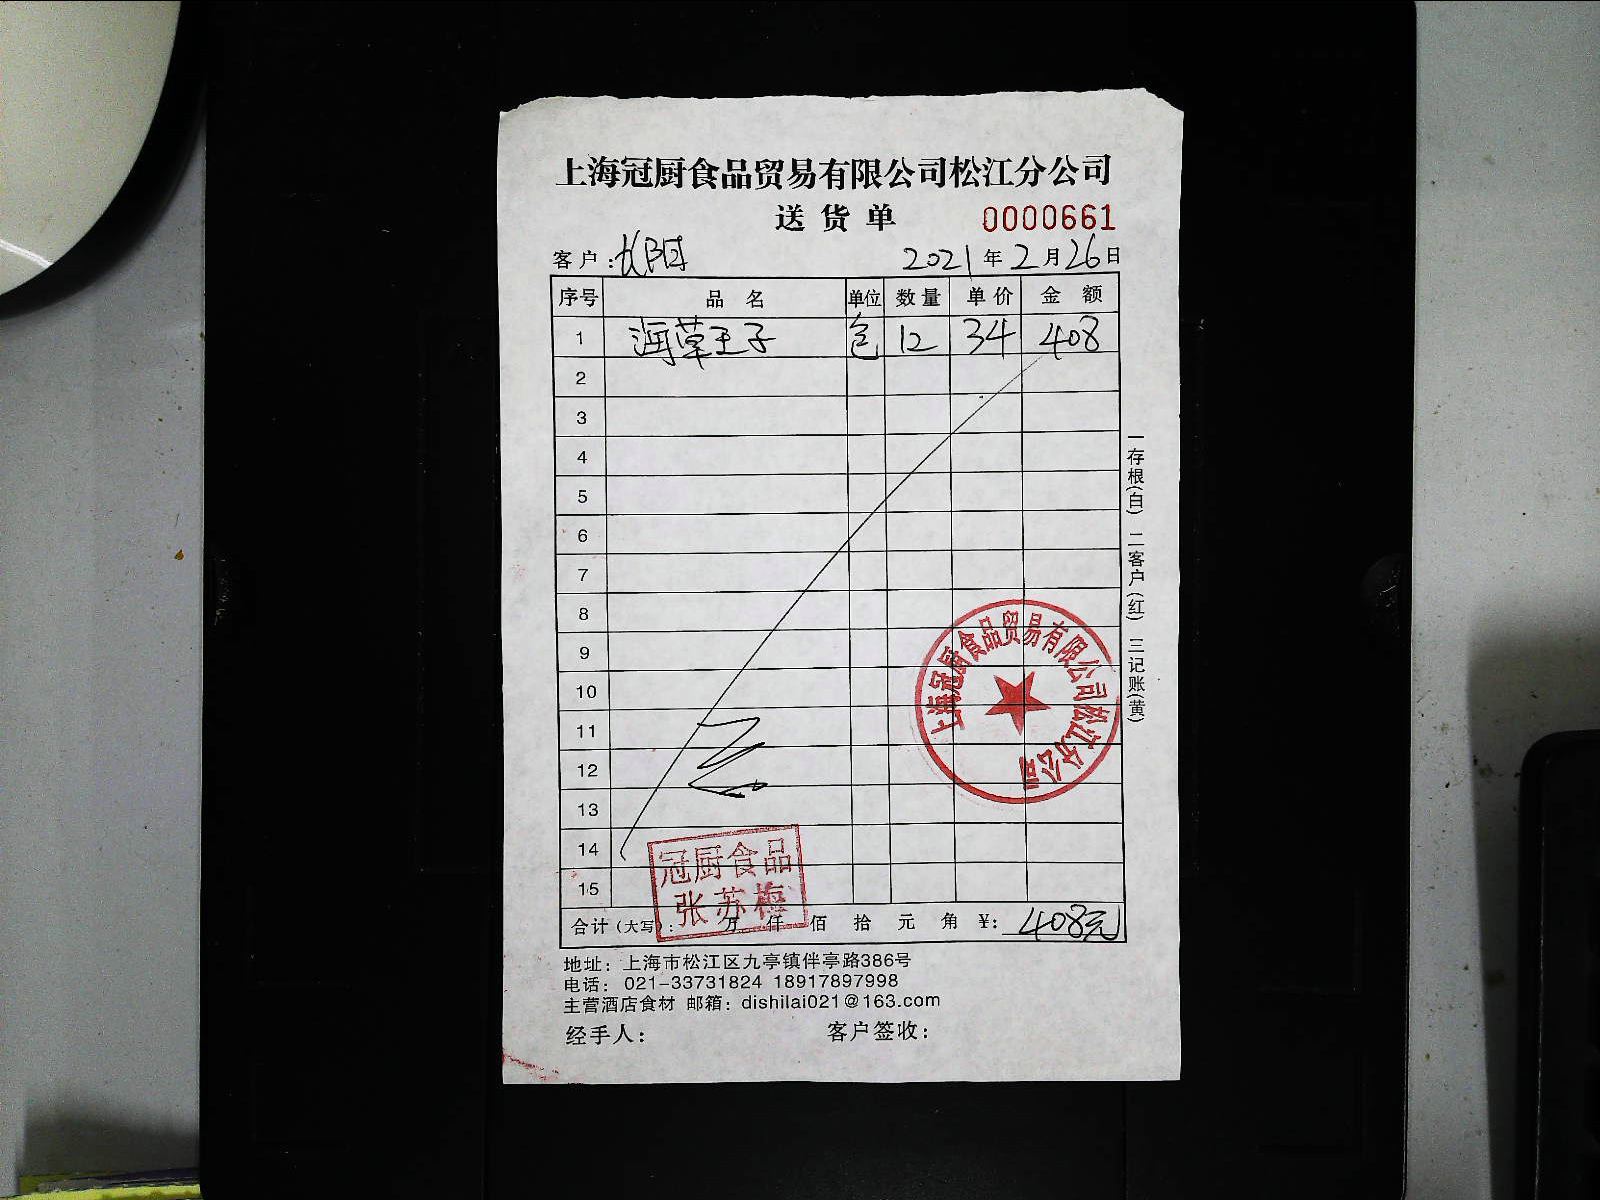 上海冠厨食品贸易有限公司松江分公司
送货单 0000661
客户:长阳 2021年2月26日
序号 品名 单位 数量 单价 金额
1 海草王子 包 12 34 408
2
3
4
5
6
7
8
9
10
11
12
13
14
15
合计(大写): 万 仟 佰 拾 元 角 ¥: 408元
一存根(白) 二客户(红) 三记账(黄)
上海冠厨食品贸易有限公司松江分公司
冠厨食品
张苏梅
地址: 上海市松江区九亭镇伴亭路386号
电话: 021-33731824 18917897998
主营酒店食材 邮箱: dishilai021@163.com
经手人: 客户签收: